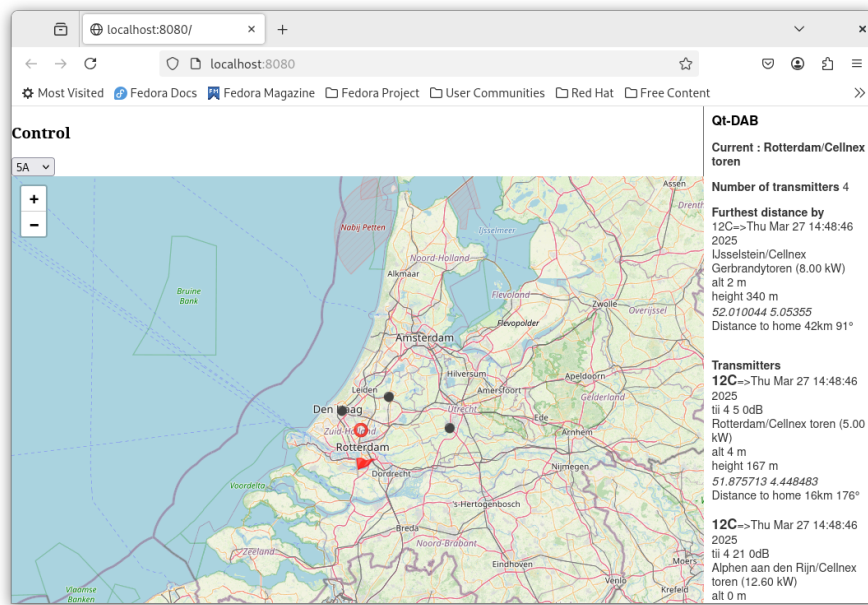 localhost:8080/
localhost:8080
Most Visited Fedora Docs Fedora Magazine Fedora Project User Communities Red Hat Free Content
Control
5A
+
−
Nabij Petten
IJsselmeer
Assen
Drenth
Noord-Holland
Alkmaar
Bruine
Bank
Flevoland
Zwolle
Flevopolder
Overijssel
Amsterdam
Hilversum
Apeldoorn
Leiden
Amersfoort
Gelderland
Den Haag
Utrecht
Ede
Zuid-Holland
Arnhem
Rotterdam
Nijmegen
Dordrecht
Voordelta
's-Hertogenbosch
Breda
Noord-Brabant
Zeeland
Eindhoven
Moers
Venlo
Vlaamse
Banken
Krefeld
Qt-DAB
Current : Rotterdam/Cellnex
toren
Number of transmitters 4
Furthest distance by
12C=>Thu Mar 27 14:48:46
2025
IJsselstein/Cellnex
Gerbrandytoren (8.00 kW)
alt 2 m
height 340 m
52.010044 5.05355
Distance to home 42km 91°
Transmitters
12C=>Thu Mar 27 14:48:46
2025
tii 4 5 0dB
Rotterdam/Cellnex toren (5.00
kW)
alt 4 m
height 167 m
51.875713 4.448483
Distance to home 16km 176°
12C=>Thu Mar 27 14:48:46
2025
tii 4 21 0dB
Alphen aan den Rijn/Cellnex
toren (12.60 kW)
alt 0 m